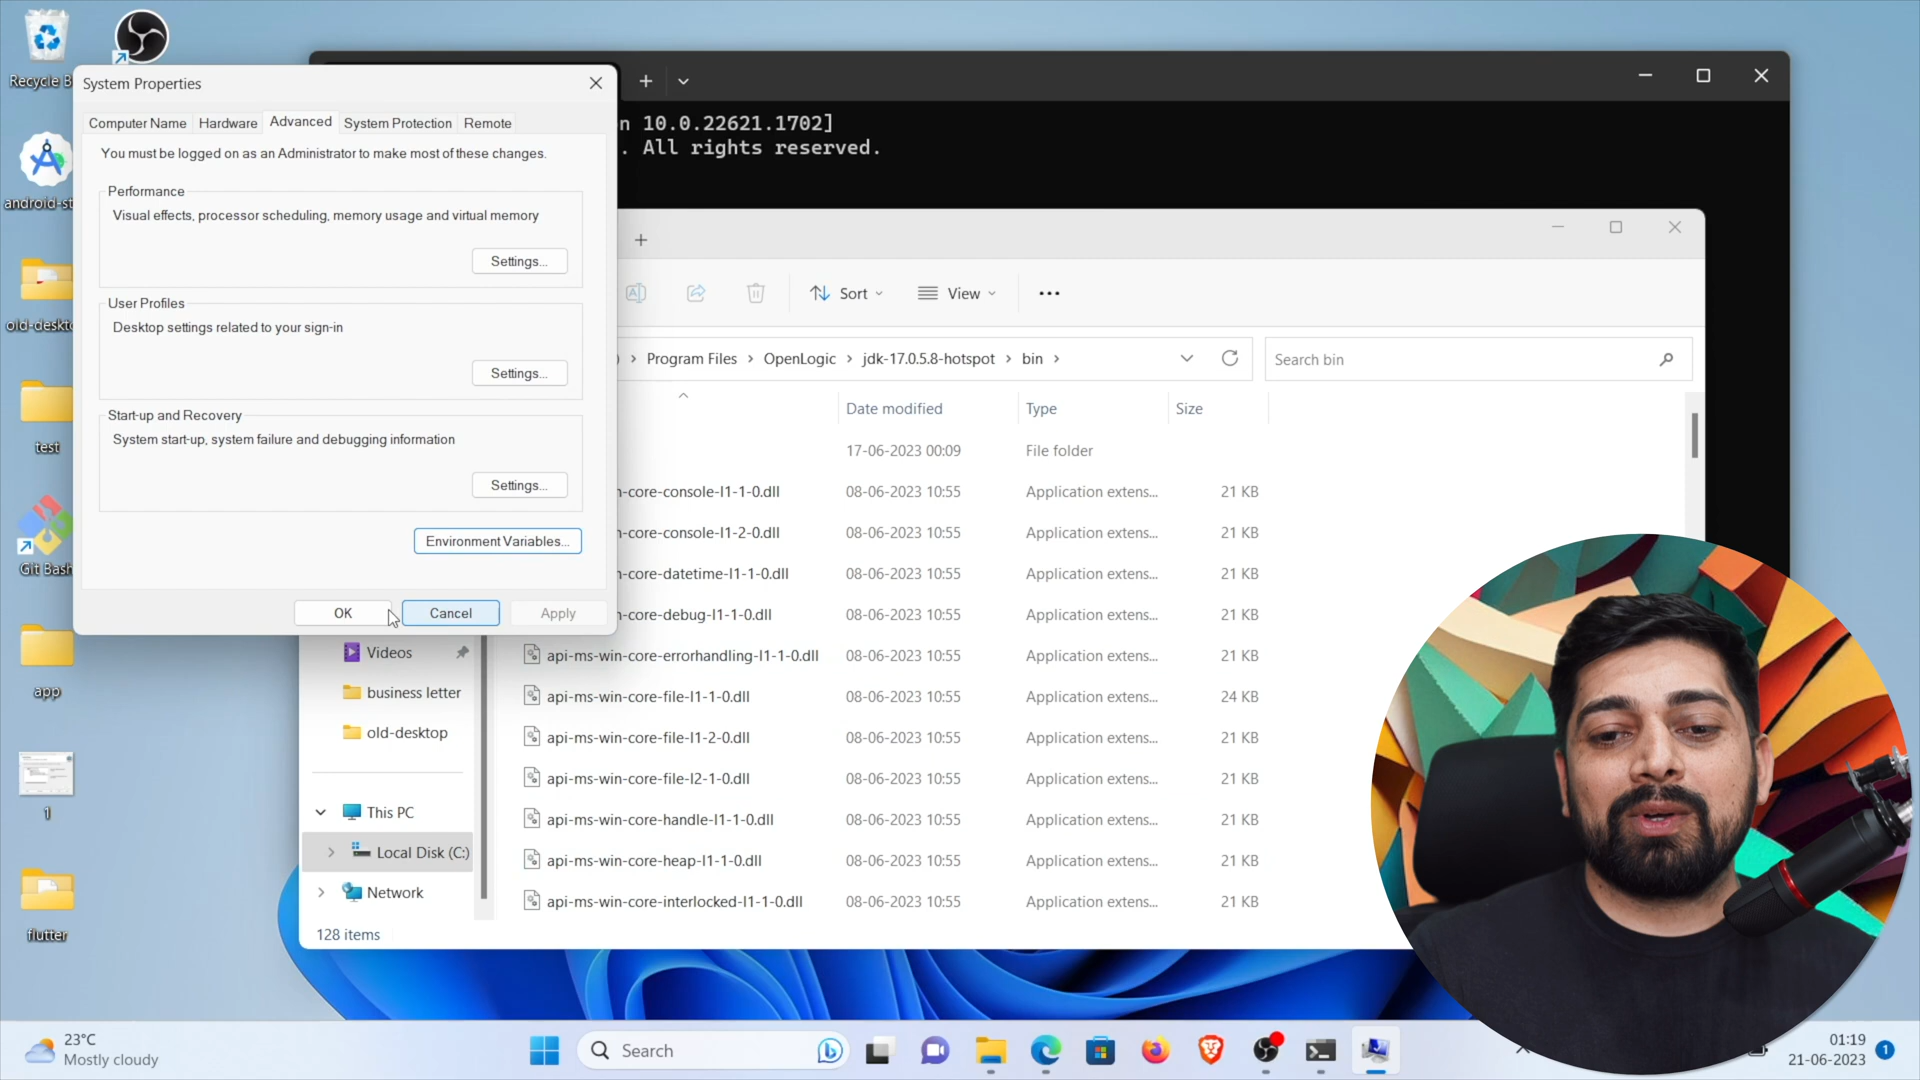 Recycle B
android-st
old-deskto
test
Git Bash
app
1
flutter
System Properties
Computer Name
Hardware
Advanced
System Protection
Remote
You must be logged on as an Administrator to make most of these changes.
Performance
Visual effects, processor scheduling, memory usage and virtual memory
Settings...
User Profiles
Desktop settings related to your sign-in
Settings...
Start-up and Recovery
System start-up, system failure and debugging information
Settings...
Environment Variables...
OK
Cancel
Apply
n 10.0.22621.1702]
. All rights reserved.
Sort
View
) > Program Files > OpenLogic > jdk-17.0.5.8-hotspot > bin >
Search bin
Date modified Type Size
17-06-2023 00:09 File folder
n-core-console-l1-1-0.dll 08-06-2023 10:55 Application extens... 21 KB
n-core-console-l1-2-0.dll 08-06-2023 10:55 Application extens... 21 KB
n-core-datetime-l1-1-0.dll 08-06-2023 10:55 Application extens... 21 KB
n-core-debug-l1-1-0.dll 08-06-2023 10:55 Application extens... 21 KB
api-ms-win-core-errorhandling-l1-1-0.dll 08-06-2023 10:55 Application extens... 21 KB
api-ms-win-core-file-l1-1-0.dll 08-06-2023 10:55 Application extens... 24 KB
api-ms-win-core-file-l1-2-0.dll 08-06-2023 10:55 Application extens... 21 KB
api-ms-win-core-file-l2-1-0.dll 08-06-2023 10:55 Application extens... 21 KB
api-ms-win-core-handle-l1-1-0.dll 08-06-2023 10:55 Application extens... 21 KB
api-ms-win-core-heap-l1-1-0.dll 08-06-2023 10:55 Application extens... 21 KB
api-ms-win-core-interlocked-l1-1-0.dll 08-06-2023 10:55 Application extens... 21 KB
Videos
business letter
old-desktop
This PC
Local Disk (C:)
Network
128 items
23°C
Mostly cloudy
Search
01:19
21-06-2023
1